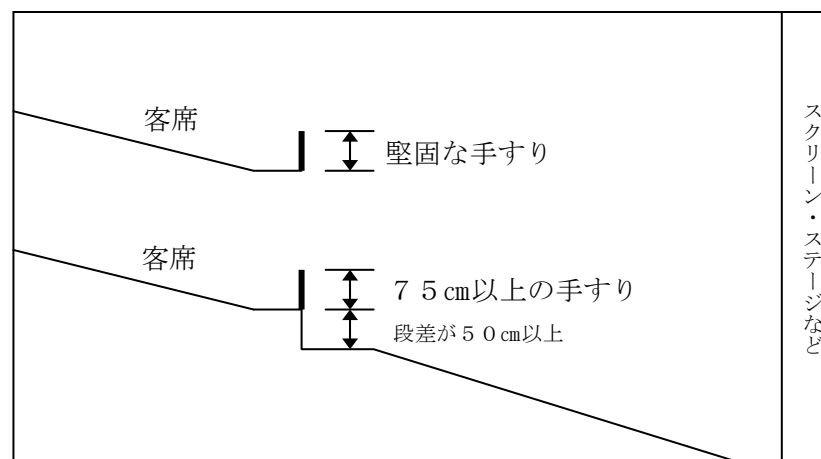 客席
堅固な手すり
客席
７５㎝以上の手すり
段差が５０㎝以上
スクリーン・ステージなど